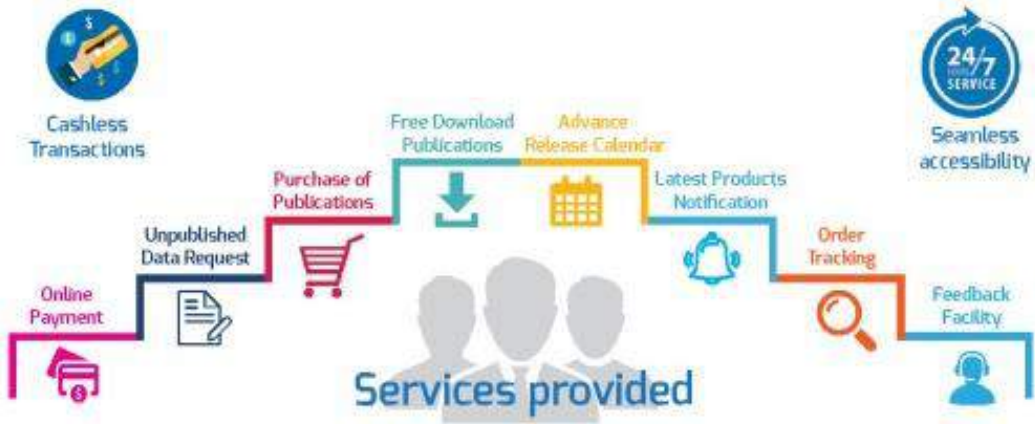 24/7
SERVICE
Cashless
Transactions
Seamless
accessibility
Free Download
Publications
Advance
Release Calendar
Purchase of
Publications
Latest Products
Notification
Unpublished
Data Request
Order
Tracking
Online
Payment
Feedback
Facility
Services provided